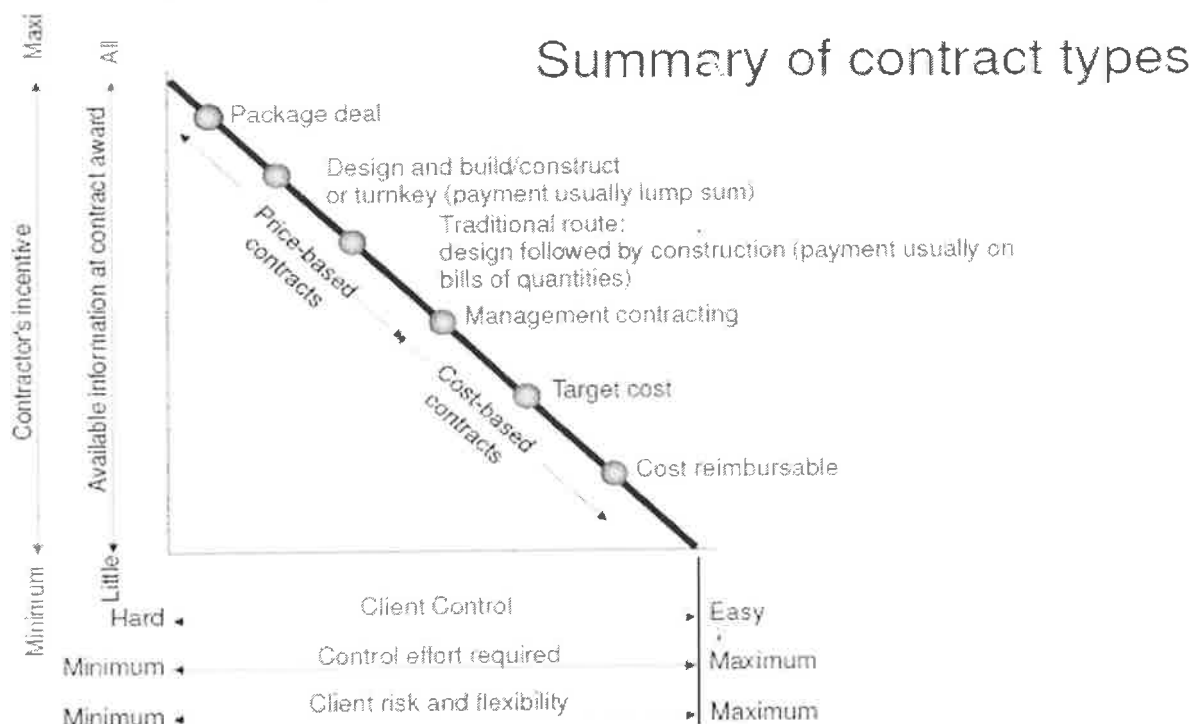 Summary of contract types
Maxi
All
Contractor's incentive
Available information at contract award
Package deal
Design and build/construct
or turnkey (payment usually lump sum)
Traditional route:
design followed by construction (payment usually on
bills of quantities)
Price-based
contracts
Management contracting
Cost-based
contracts
Target cost
Cost reimbursable
Minimum
Little
Hard
Client Control
Easy
Minimum
Control effort required
Maximum
Minimum
Client risk and flexibility
Maximum